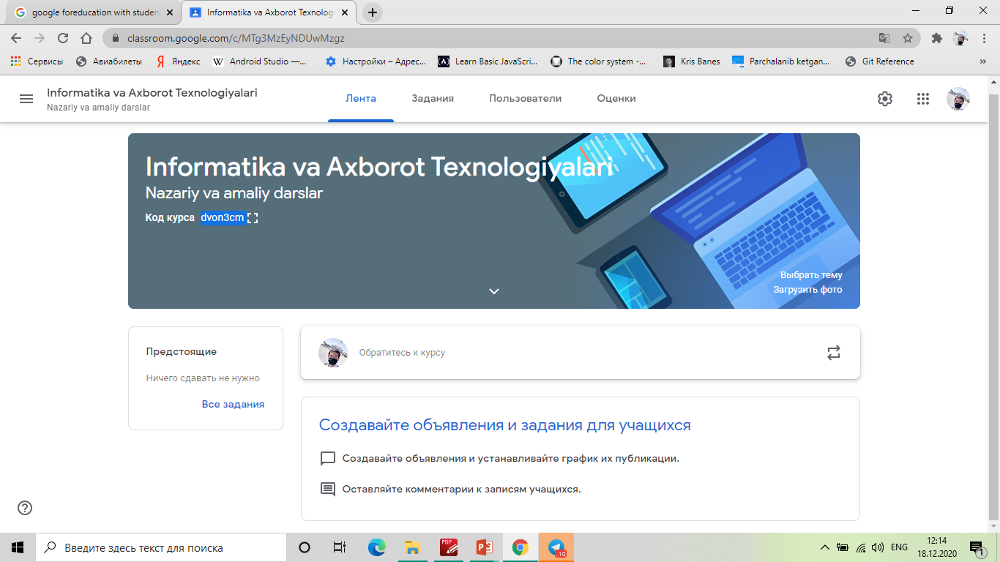 google foreducation with studen
Informatika va Axborot Texnolog
classroom.google.com/c/MTg3MzEyNDUwMzgz
Сервисы
Авиабилеты
Яндекс
Android Studio —...
Настройки – Адрес...
Learn Basic JavaScri...
The color system -...
Kris Banes
Parchalanib ketgan...
Git Reference
»
Informatika va Axborot Texnologiyalari
Nazariy va amaliy darslar
Лента
Задания
Пользователи
Оценки
Informatika va Axborot Texnologiyalari
Nazariy va amaliy darslar
Код курса dvon3cm
Выбрать тему
Загрузить фото
Предстоящие
Ничего сдавать не нужно
Все задания
Обратитесь к курсу
Создавайте объявления и задания для учащихся
Создавайте объявления и устанавливайте график их публикации.
Оставляйте комментарии к записям учащихся.
Введите здесь текст для поиска
PDF
..10
ENG
12:14
18.12.2020
1